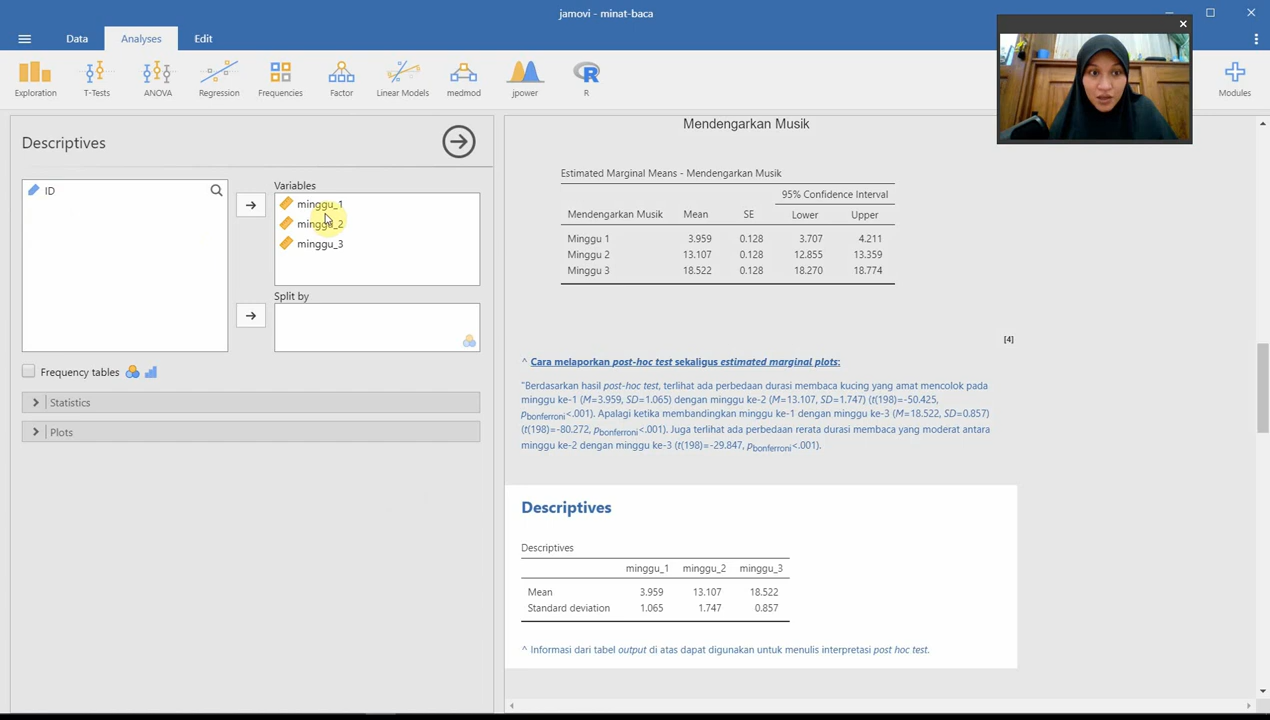 jamovi - minat-baca
Data
Analyses
Edit
Exploration
T-Tests
ANOVA
Regression
Frequencies
Factor
Linear Models
medmod
jpower
R
Modules
Descriptives
ID
Variables
minggu_1
minggu_2
minggu_3
Split by
Frequency tables
Statistics
Plots
Mendengarkan Musik
Estimated Marginal Means - Mendengarkan Musik
95% Confidence Interval
Mendengarkan Musik Mean SE Lower Upper
Minggu 1 3.959 0.128 3.707 4.211
Minggu 2 13.107 0.128 12.855 13.359
Minggu 3 18.522 0.128 18.270 18.774
[4]
^ Cara melaporkan post-hoc test sekaligus estimated marginal plots:
"Berdasarkan hasil post-hoc test, terlihat ada perbedaan durasi membaca kucing yang amat mencolok pada
minggu ke-1 (M=3.959, SD=1.065) dengan minggu ke-2 (M=13.107, SD=1.747) (t(198)=-50.425,
pbonferroni<.001). Apalagi ketika membandingkan minggu ke-1 dengan minggu ke-3 (M=18.522, SD=0.857)
(t(198)=-80.272, pbonferroni<.001). Juga terlihat ada perbedaan rerata durasi membaca yang moderat antara
minggu ke-2 dengan minggu ke-3 (t(198)=-29.847, pbonferroni<.001).
Descriptives
Descriptives
minggu_1 minggu_2 minggu_3
Mean 3.959 13.107 18.522
Standard deviation 1.065 1.747 0.857
^ Informasi dari tabel output di atas dapat digunakan untuk menulis interpretasi post hoc test.